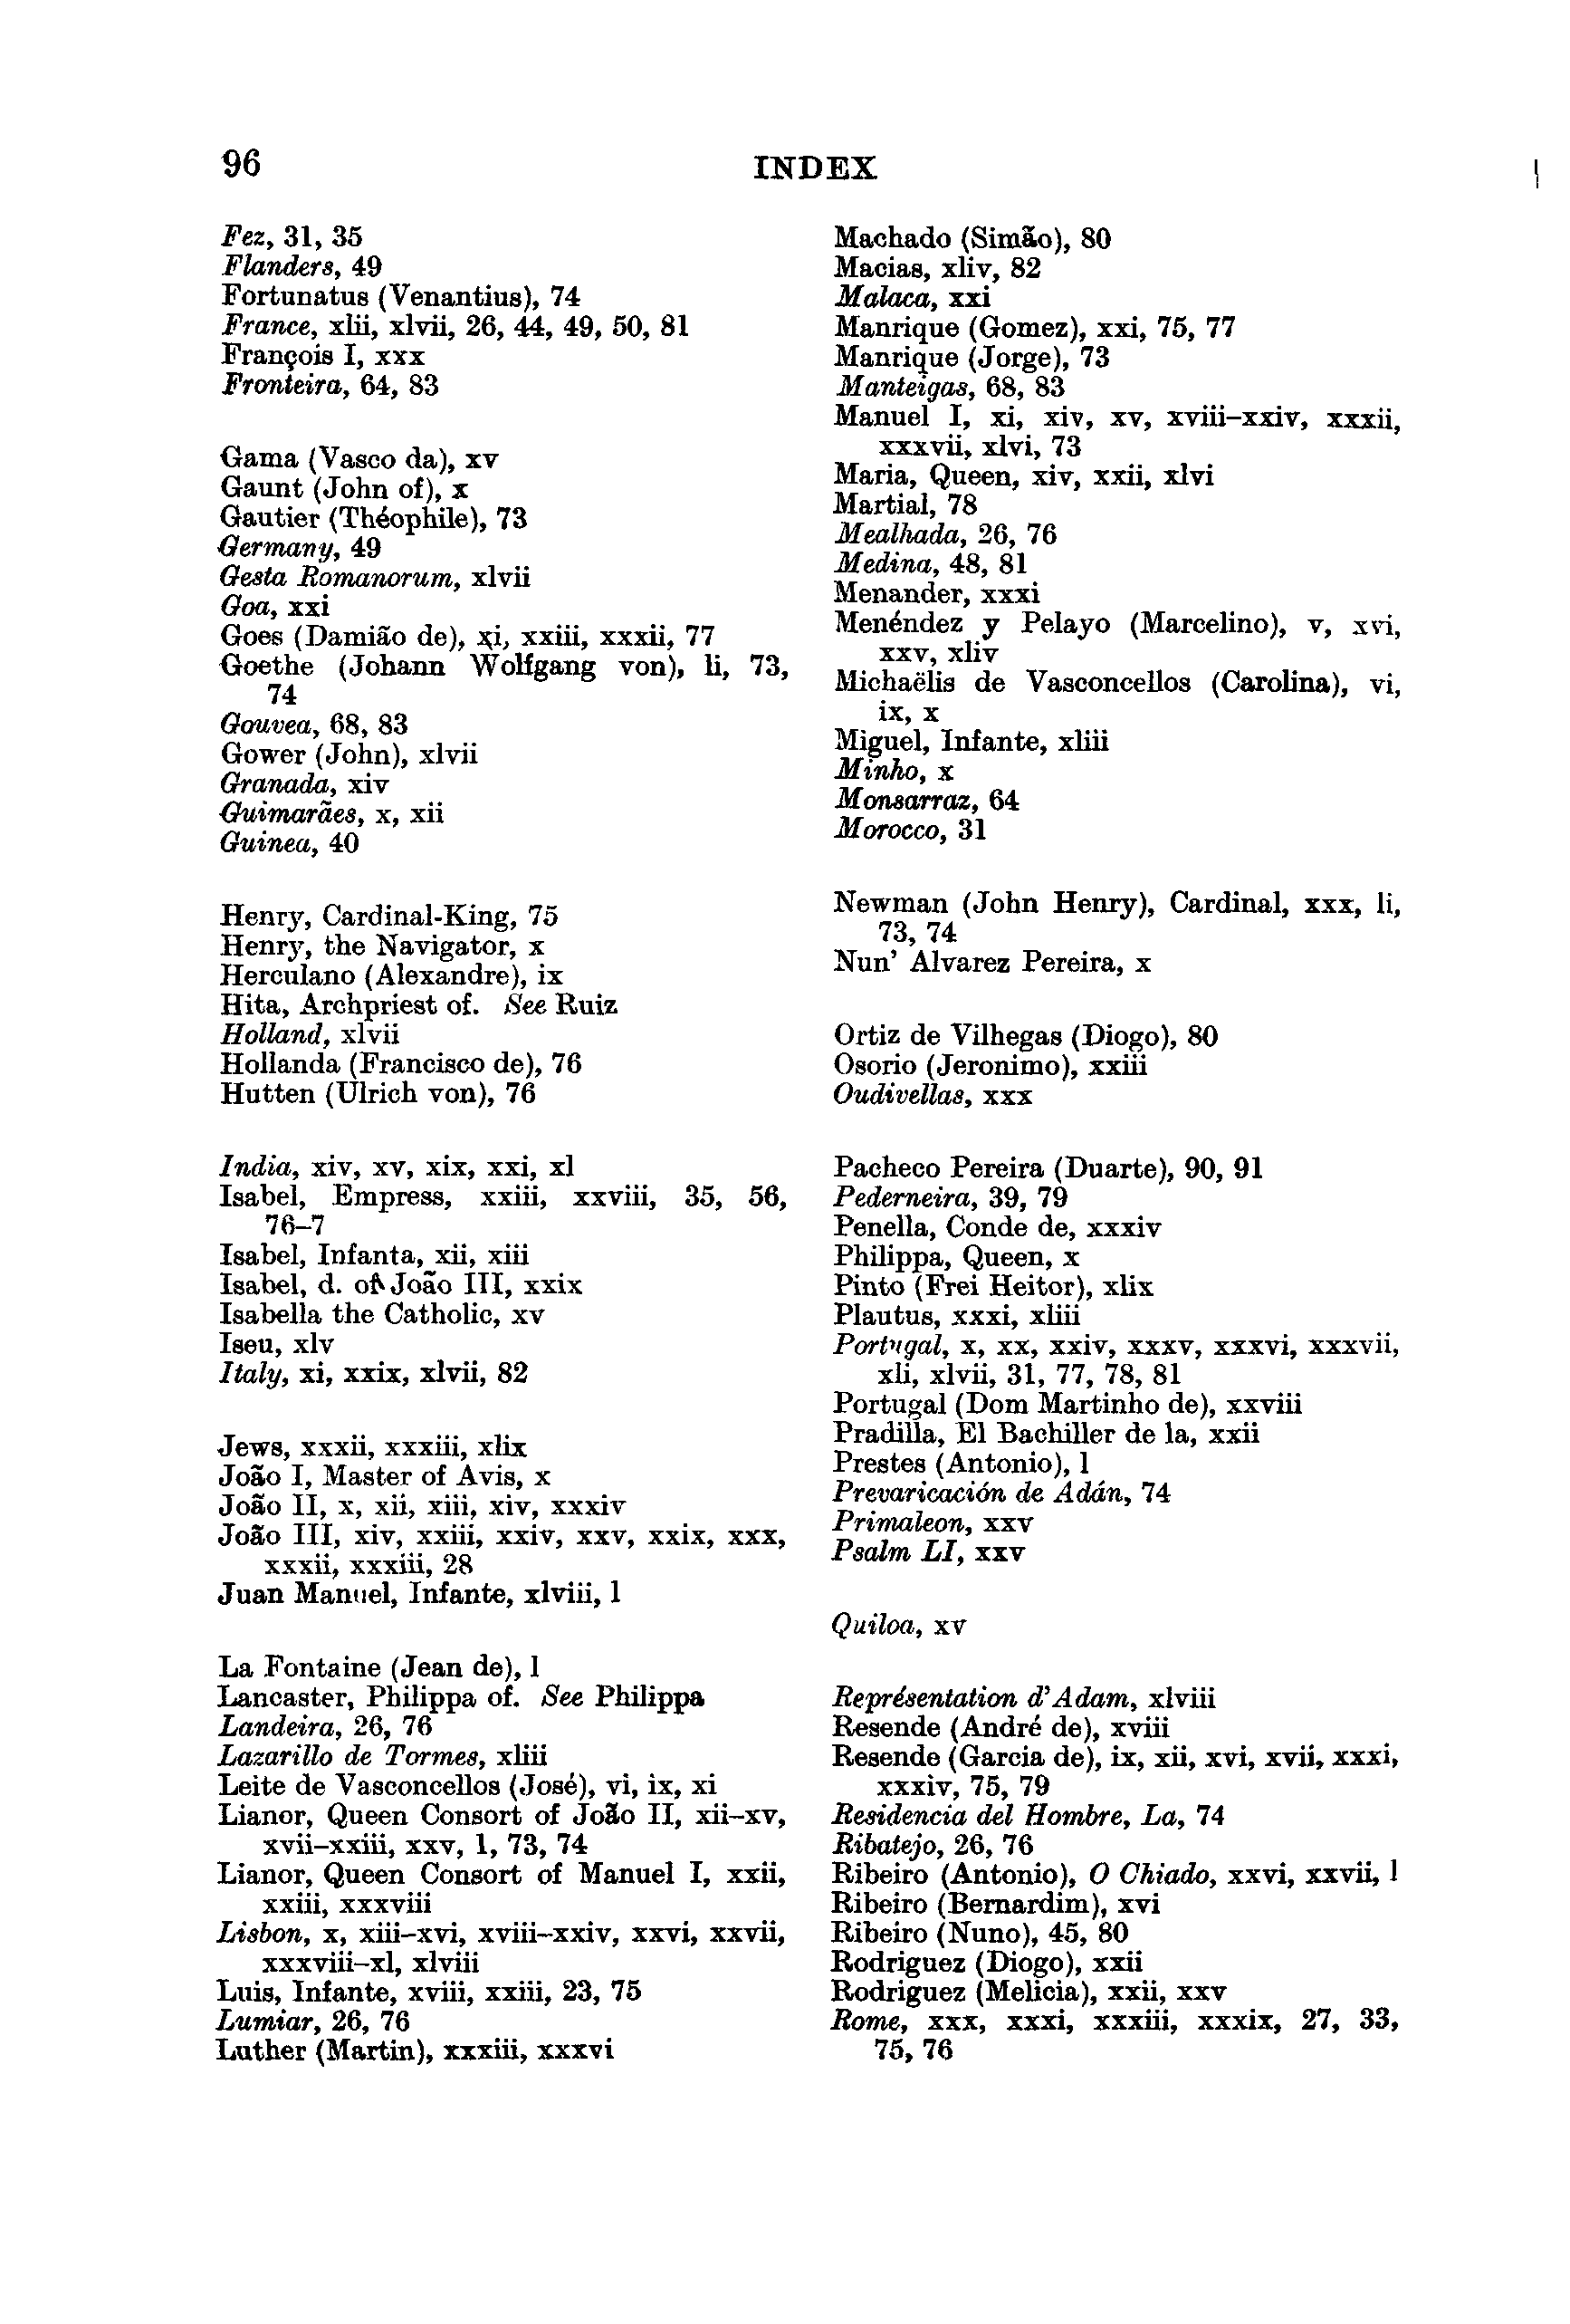 96
INDEX
Fez, 31, 35
Flanders, 49
Fortunatus (Venantius), 74
France, xlii, xlvii, 26, 44, 49, 50, 81
François I, xxx
Fronteira, 64, 83
Gama (Vasco da), xv
Gaunt (John of), x
Gautier (Théophile), 73
Germany, 49
Gesta Romanorum, xlvii
Goa, xxi
Goes (Damião de), xi, xxiii, xxxii, 77
Goethe (Johann Wolfgang von), li, 73,
74
Gouvea, 68, 83
Gower (John), xlvii
Granada, xiv
Guimarães, x, xii
Guinea, 40
Henry, Cardinal-King, 75
Henry, the Navigator, x
Herculano (Alexandre), ix
Hita, Archpriest of. See Ruiz
Holland, xlvii
Hollanda (Francisco de), 76
Hutten (Ulrich von), 76
India, xiv, xv, xix, xxi, xl
Isabel, Empress, xxiii, xxviii, 35, 56,
76–7
Isabel, Infanta, xii, xiii
Isabel, d. of João III, xxix
Isabella the Catholic, xv
Iseu, xlv
Italy, xi, xxix, xlvii, 82
Jews, xxxii, xxxiii, xlix
João I, Master of Avis, x
João II, x, xii, xiii, xiv, xxxiv
João III, xiv, xxiii, xxiv, xxv, xxix, xxx,
xxxii, xxxiii, 28
Juan Manuel, Infante, xlviii, l
La Fontaine (Jean de), l
Lancaster, Philippa of. See Philippa
Landeira, 26, 76
Lazarillo de Tormes, xliii
Leite de Vasconcellos (José), vi, ix, xi
Lianor, Queen Consort of João II, xii–xv,
xvii–xxiii, xxv, 1, 73, 74
Lianor, Queen Consort of Manuel I, xxii,
xxiii, xxxviii
Lisbon, x, xiii–xvi, xviii–xxiv, xxvi, xxvii,
xxxviii–xl, xlviii
Luis, Infante, xviii, xxiii, 23, 75
Lumiar, 26, 76
Luther (Martin), xxxiii, xxxvi
Machado (Simão), 80
Macias, xliv, 82
Malaca, xxi
Manrique (Gomez), xxi, 75, 77
Manrique (Jorge), 73
Manteigas, 68, 83
Manuel I, xi, xiv, xv, xviii–xxiv, xxxii,
xxxvii, xlvi, 73
Maria, Queen, xiv, xxii, xlvi
Martial, 78
Mealhada, 26, 76
Medina, 48, 81
Menander, xxxi
Menéndez y Pelayo (Marcelino), v, xvi,
xxv, xliv
Michaëlis de Vasconcellos (Carolina), vi,
ix, x
Miguel, Infante, xliii
Minho, x
Monsarraz, 64
Morocco, 31
Newman (John Henry), Cardinal, xxx, li,
73, 74
Nun' Alvarez Pereira, x
Ortiz de Vilhegas (Diogo), 80
Osorio (Jeronimo), xxiii
Oudivellas, xxx
Pacheco Pereira (Duarte), 90, 91
Pederneira, 39, 79
Penella, Conde de, xxxiv
Philippa, Queen, x
Pinto (Frei Heitor), xlix
Plautus, xxxi, xliii
Portugal, x, xx, xxiv, xxxv, xxxvi, xxxvii,
xli, xlvii, 31, 77, 78, 81
Portugal (Dom Martinho de), xxviii
Pradilla, El Bachiller de la, xxii
Prestes (Antonio), l
Prevaricación de Adán, 74
Primaleon, xxv
Psalm LI, xxv
Quiloa, xv
Représentation d'Adam, xlviii
Resende (André de), xviii
Resende (Garcia de), ix, xii, xvi, xvii, xxxi,
xxxiv, 75, 79
Residencia del Hombre, La, 74
Ribatejo, 26, 76
Ribeiro (Antonio), O Chiado, xxvi, xxvii, l
Ribeiro (Bernardim), xvi
Ribeiro (Nuno), 45, 80
Rodriguez (Diogo), xxii
Rodriguez (Melicia), xxii, xxv
Rome, xxx, xxxi, xxxiii, xxxix, 27, 33,
75, 76